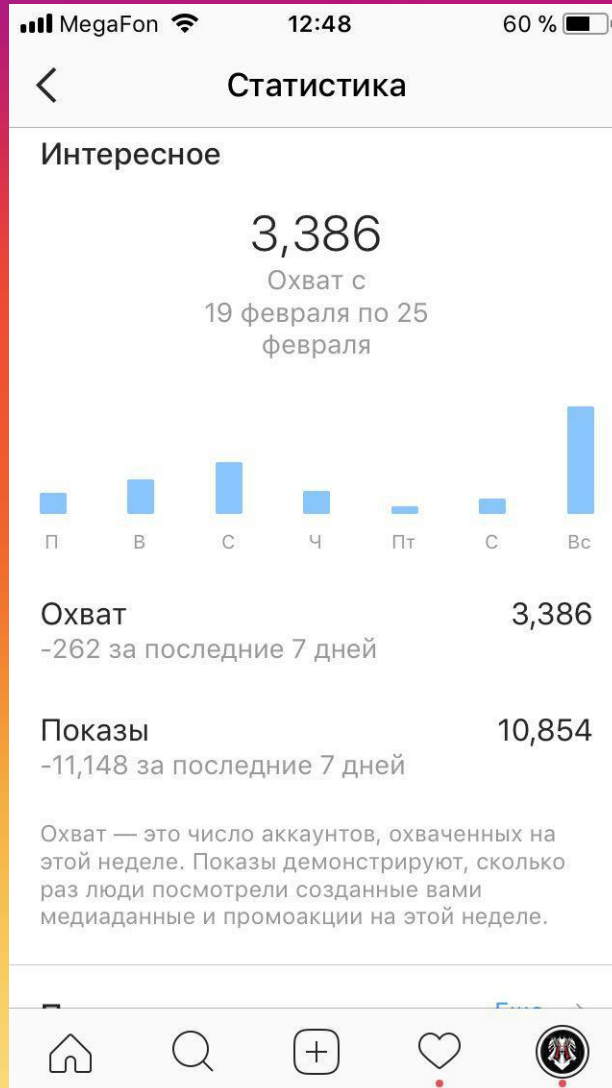 MegaFon 12:48 60 %
Статистика
Интересное
3,386
Охват с
19 февраля по 25
февраля
П В С Ч Пт С Вс
Охват 3,386
-262 за последние 7 дней
Показы 10,854
-11,148 за последние 7 дней
Охват — это число аккаунтов, охваченных на
этой неделе. Показы демонстрируют, сколько
раз люди посмотрели созданные вами
медиаданные и промоакции на этой неделе.